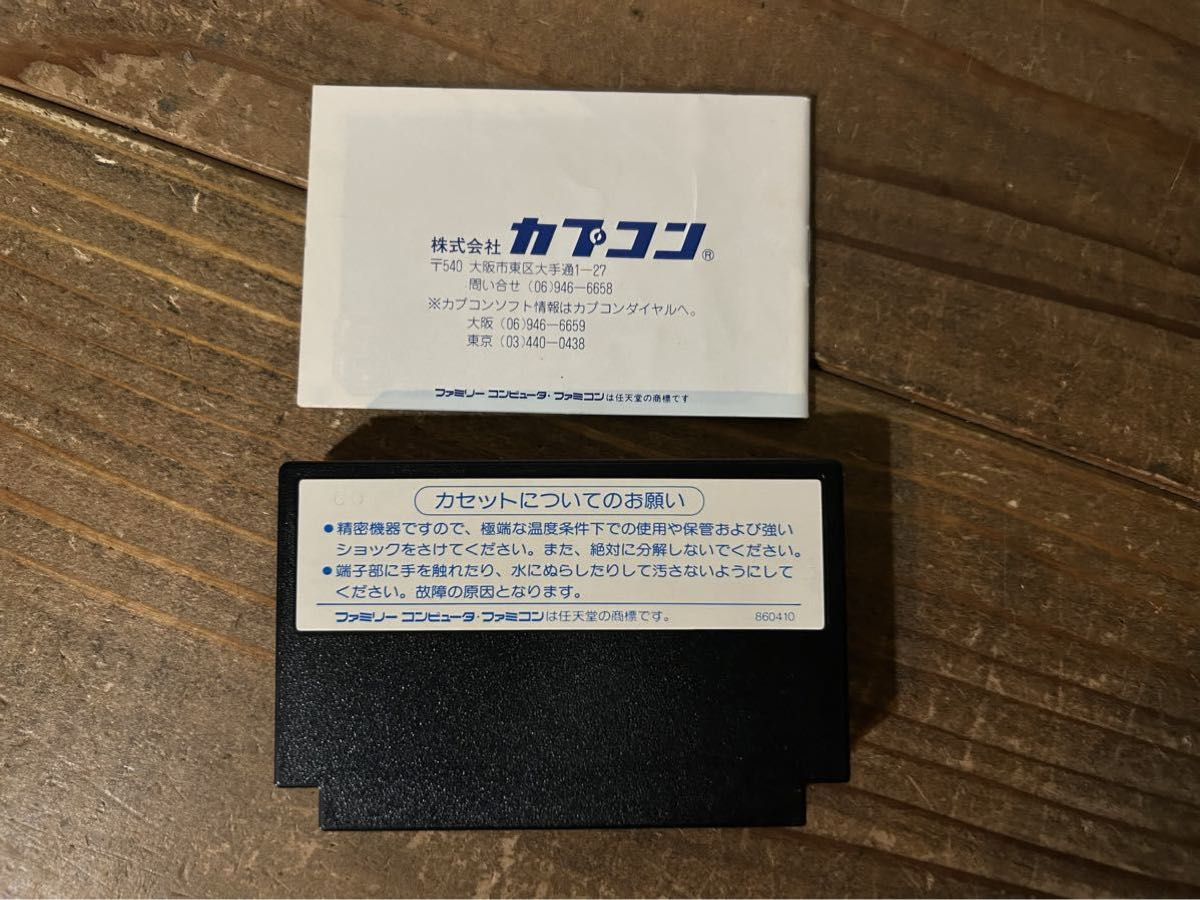 株式会社 カプコン®
〒540 大阪市東区大手通1-27
問い合せ (06)946-6658
※カプコンソフト情報はカプコンダイヤルへ。
大阪 (06)946-6659
東京 (03)440-0438
ファミリー コンピュータ・ファミコンは任天堂の商標です
カセットについてのお願い
●精密機器ですので、極端な温度条件下での使用や保管および強い
ショックをさけてください。また、絶対に分解しないでください。
●端子部に手を触れたり、水にぬらしたりして汚さないようにして
ください。故障の原因となります。
ファミリー コンピュータ・ファミコンは任天堂の商標です。 860410